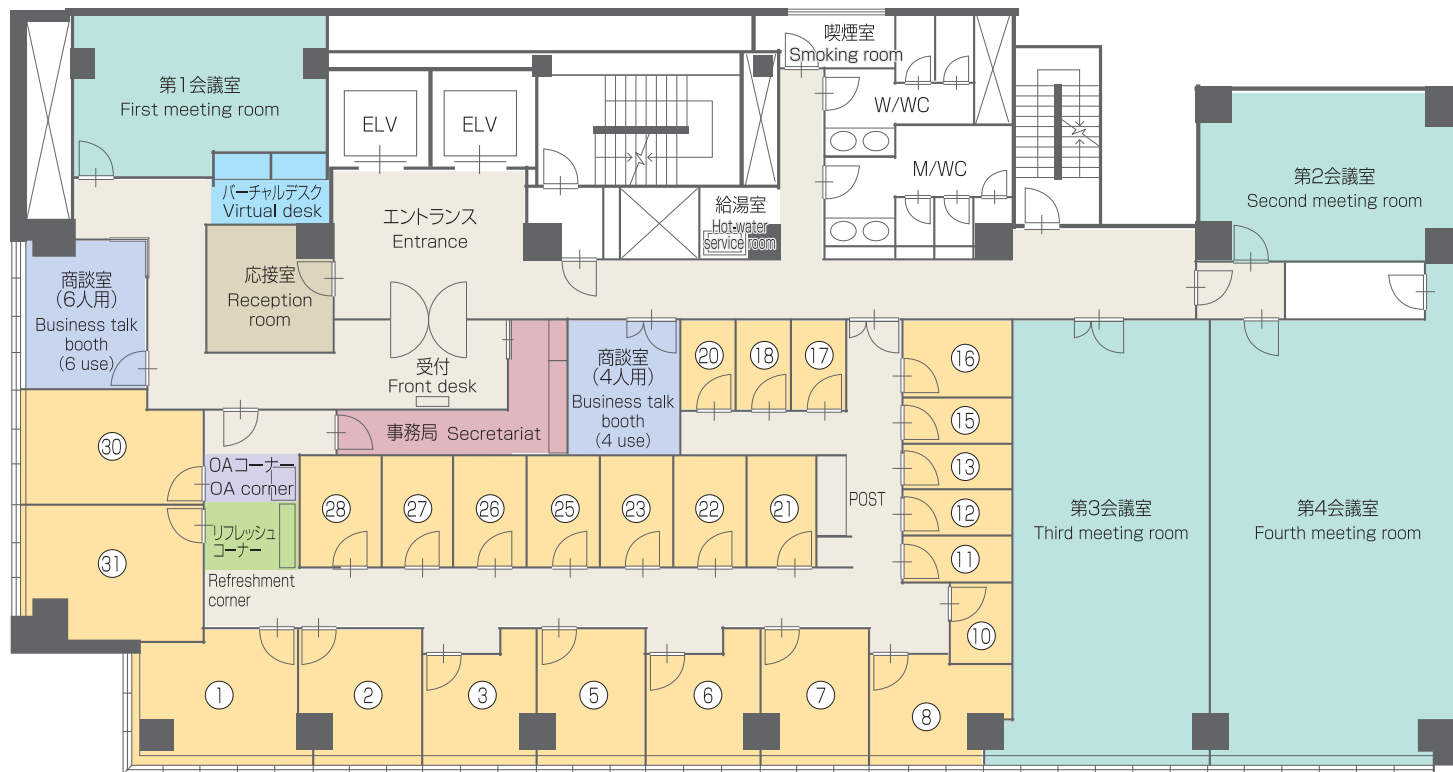 喫煙室
Smoking room
第1会議室
First meeting room
ELV
ELV
W/WC
M/WC
第2会議室
Second meeting room
バーチャルデスク
Virtual desk
エントランス
Entrance
給湯室
Hot-water
service room
商談室
(6人用)
Business talk
booth
(6 use)
応接室
Reception
room
受付
Front desk
商談室
(4人用)
Business talk
booth
(4 use)
事務局 Secretariat
⑳
⑱
⑰
⑯
⑮
⑬
⑫
⑪
⑩
㉚
㉛
OAコーナー
OA corner
リフレッシュ
コーナー
Refreshment
corner
㉘
㉗
㉖
㉕
㉓
㉒
㉑
POST
第3会議室
Third meeting room
第4会議室
Fourth meeting room
①
②
③
⑤
⑥
⑦
⑧